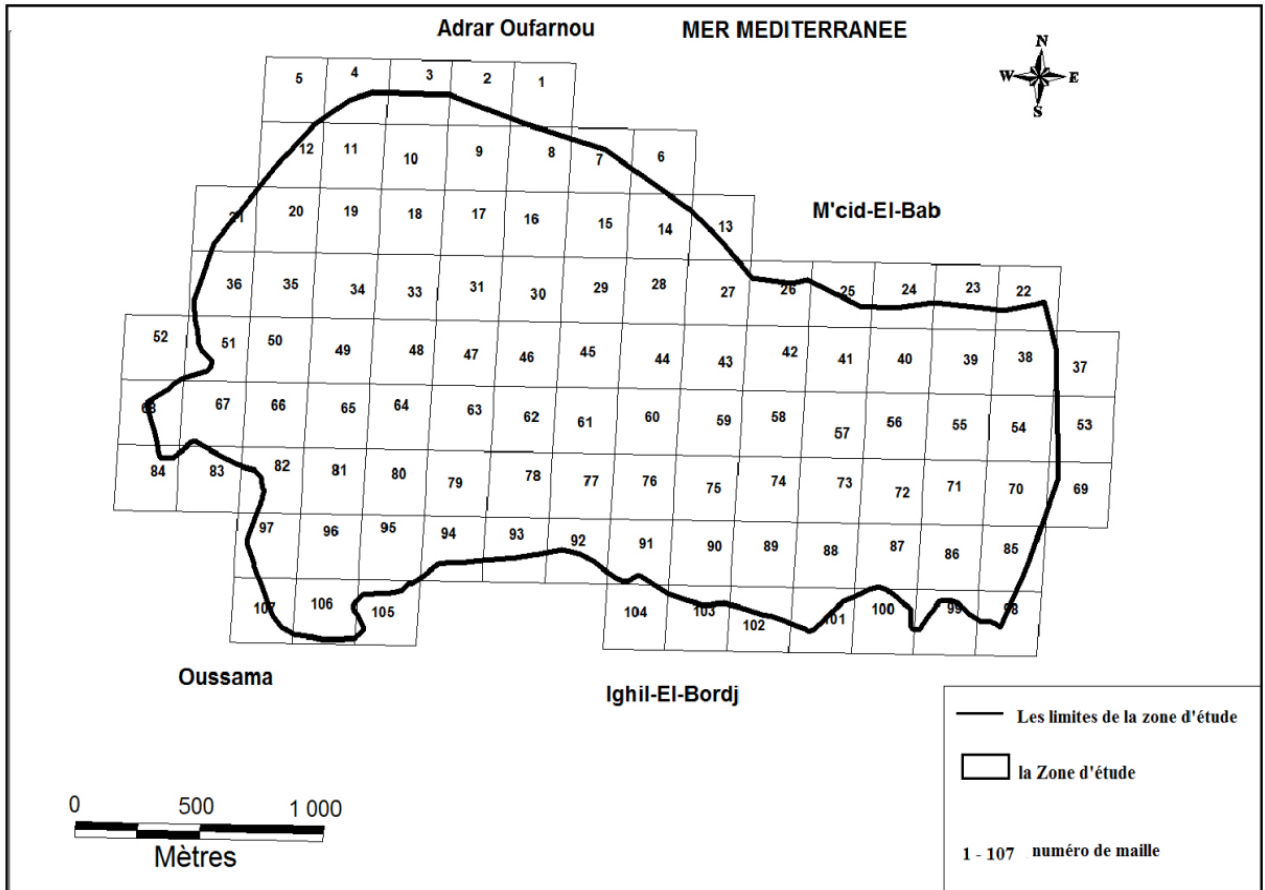 Adrar Oufarnou MER MEDITERRANEE
N
W E
S
5 4 3 2 1
12 11 10 9 8 7 6
21 20 19 18 17 16 15 14 13
M'cid-El-Bab
36 35 34 33 31 30 29 28 27 26 25 24 23 22
52 51 50 49 48 47 46 45 44 43 42 41 40 39 38 37
68 67 66 65 64 63 62 61 60 59 58 57 56 55 54 53
84 83 82 81 80 79 78 77 76 75 74 73 72 71 70 69
97 96 95 94 93 92 91 90 89 88 87 86 85
107 106 105 104 103 102 101 100 99 98
Oussama
Ighil-El-Bordj
Les limites de la zone d'étude
la Zone d'étude
1 - 107 numéro de maille
0 500 1 000
Mètres